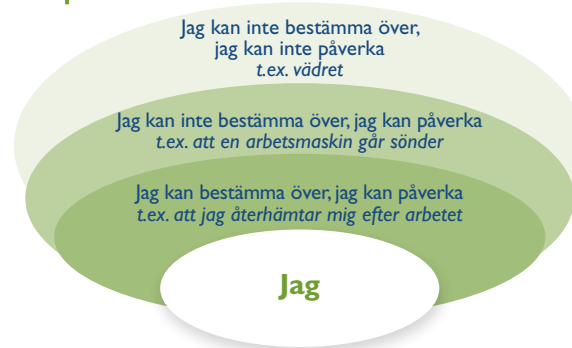 Jag kan inte bestämma över,
jag kan inte påverka
t.ex. vädret
Jag kan inte bestämma över, jag kan påverka
t.ex. att en arbetsmaskin går sönder
Jag kan bestämma över, jag kan påverka
t.ex. att jag återhämtar mig efter arbetet
Jag